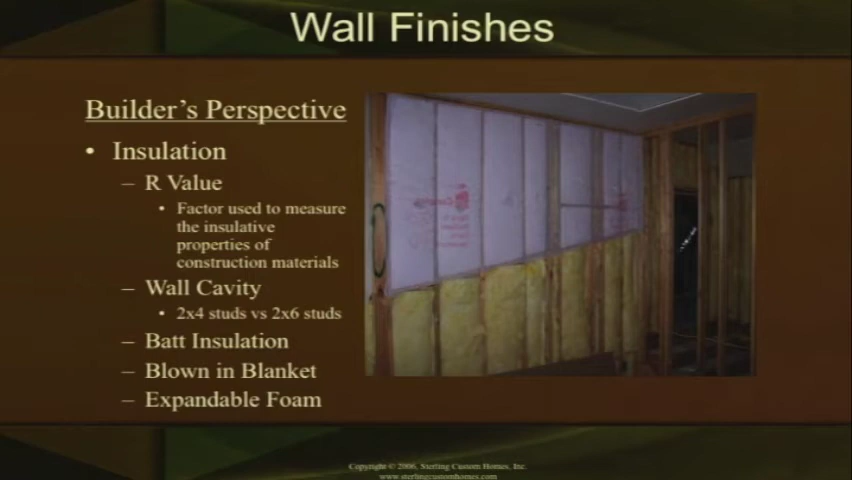 Wall Finishes
Builder's Perspective
• Insulation
– R Value
• Factor used to measure
the insulative
properties of
construction materials
– Wall Cavity
• 2x4 studs vs 2x6 studs
– Batt Insulation
– Blown in Blanket
– Expandable Foam
Copyright © 2006, Sterling Custom Homes, Inc.
www.sterlingcustomhomes.com